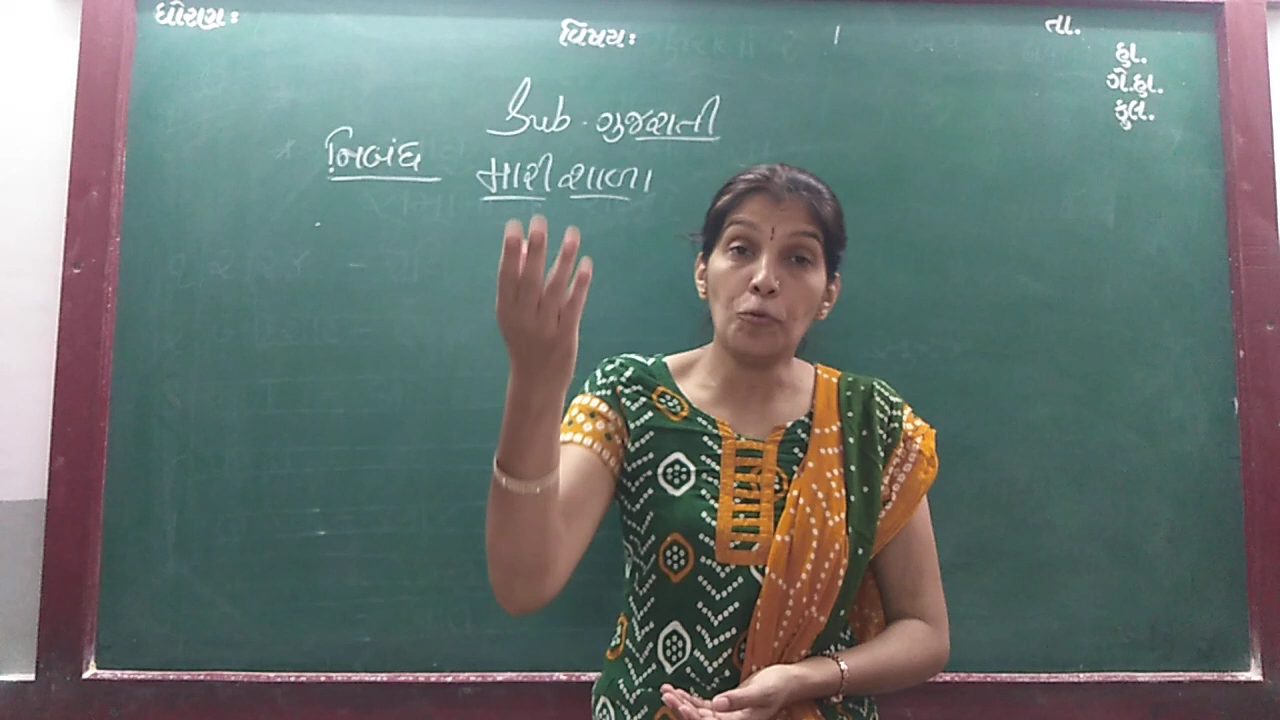 ધોરણઃ
વિષયઃ
તા.
હા.
ગે.હા.
કુલ.
Sub. ગુજરાતી
નિબંધ
મારી શાળા